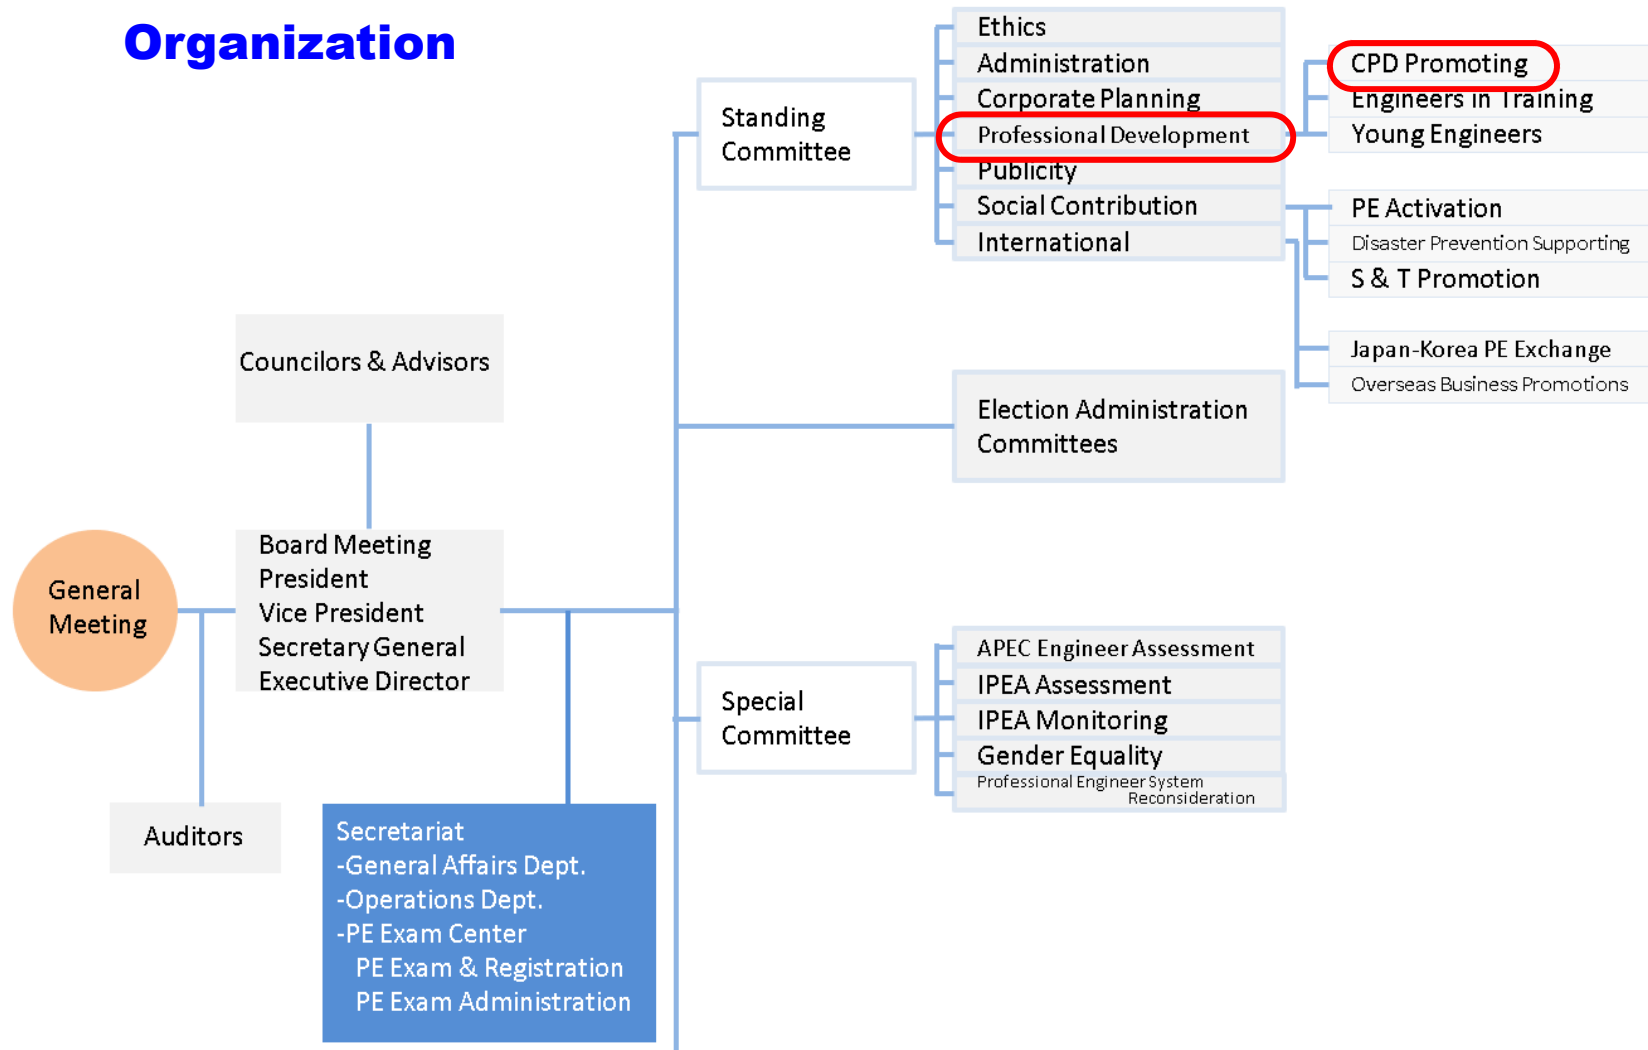 Organization
Councilors & Advisors
General
Meeting
Board Meeting
President
Vice President
Secretary General
Executive Director
Auditors
Secretariat
-General Affairs Dept.
-Operations Dept.
-PE Exam Center
PE Exam & Registration
PE Exam Administration
Standing
Committee
Ethics
Administration
Corporate Planning
Professional Development
Publicity
Social Contribution
International
CPD Promoting
Engineers in Training
Young Engineers
PE Activation
Disaster Prevention Supporting
S & T Promotion
Japan-Korea PE Exchange
Overseas Business Promotions
Election Administration
Committees
Special
Committee
APEC Engineer Assessment
IPEA Assessment
IPEA Monitoring
Gender Equality
Professional Engineer System
Reconsideration